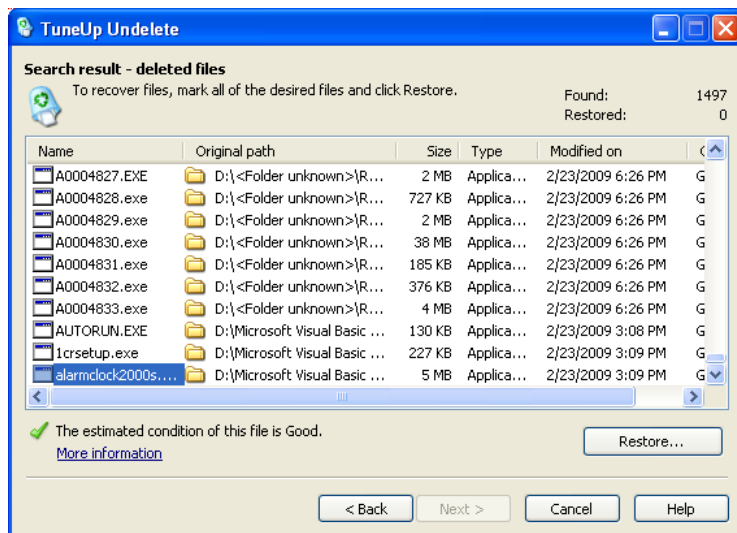 TuneUp Undelete
Search result - deleted files
To recover files, mark all of the desired files and click Restore.
Found: 1497
Restored: 0
Name Original path Size Type Modified on
A0004827.EXE D:\<Folder unknown>\R... 2 MB Applica... 2/23/2009 6:26 PM G
A0004828.exe D:\<Folder unknown>\R... 727 KB Applica... 2/23/2009 6:26 PM G
A0004829.exe D:\<Folder unknown>\R... 2 MB Applica... 2/23/2009 6:26 PM G
A0004830.exe D:\<Folder unknown>\R... 38 MB Applica... 2/23/2009 6:26 PM G
A0004831.exe D:\<Folder unknown>\R... 185 KB Applica... 2/23/2009 6:26 PM G
A0004832.exe D:\<Folder unknown>\R... 376 KB Applica... 2/23/2009 6:26 PM G
A0004833.exe D:\<Folder unknown>\R... 4 MB Applica... 2/23/2009 6:26 PM G
AUTORUN.EXE D:\Microsoft Visual Basic ... 130 KB Applica... 2/23/2009 3:08 PM G
1crsetup.exe D:\Microsoft Visual Basic ... 227 KB Applica... 2/23/2009 3:09 PM G
alarmclock2000s.... D:\Microsoft Visual Basic ... 5 MB Applica... 2/23/2009 3:09 PM G
The estimated condition of this file is Good.
More information
Restore...
< Back Next > Cancel Help